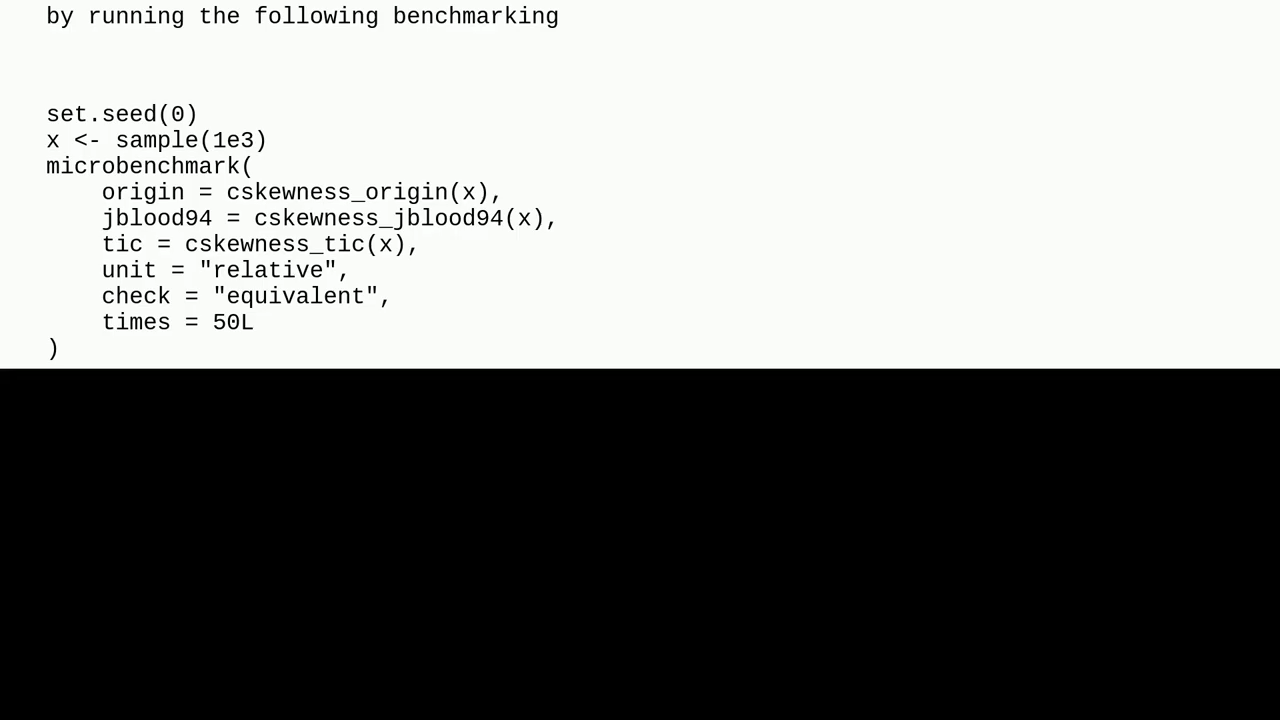 by running the following benchmarking
set.seed(0)
x <- sample(1e3)
microbenchmark(
    origin = cskewness_origin(x),
    jblood94 = cskewness_jblood94(x),
    tic = cskewness_tic(x),
    unit = "relative",
    check = "equivalent",
    times = 50L
)